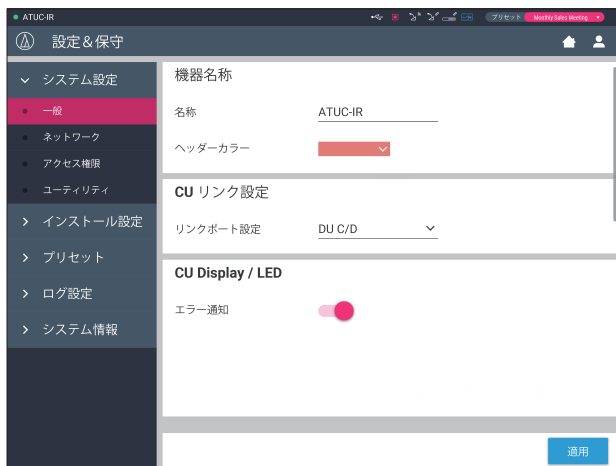 ATUC-IR
プリセット Monthly Sales Meeting
設定＆保守
システム設定
一般
ネットワーク
アクセス権限
ユーティリティ
インストール設定
プリセット
ログ設定
システム情報
機器名称
名称 ATUC-IR
ヘッダーカラー
CU リンク設定
リンクポート設定 DU C/D
CU Display / LED
エラー通知
適用